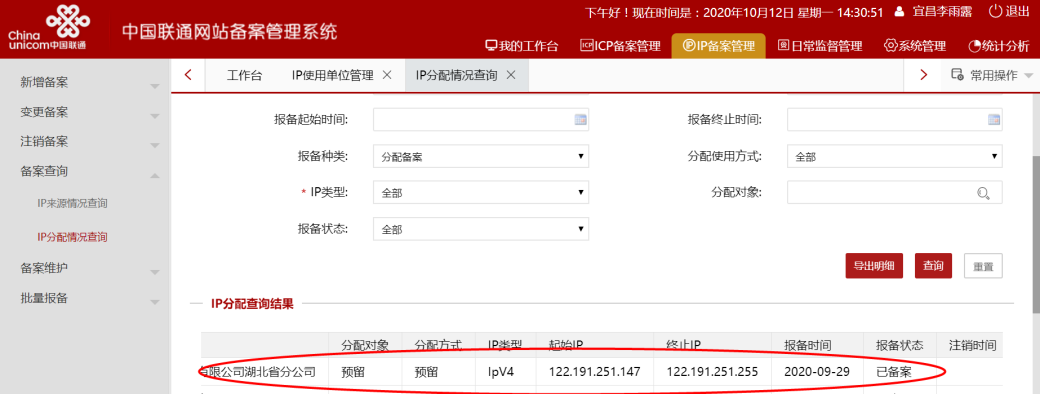 下午好！现在时间是：2020年10月12日 星期一 14:30:51 宜昌李雨露 退出
China
unicom中国联通
中国联通网站备案管理系统
我的工作台 ICP备案管理 IP备案管理 日常监督管理 系统管理 统计分析
新增备案
变更备案
注销备案
备案查询
IP来源情况查询
IP分配情况查询
备案维护
批量报备
< 工作台 IP使用单位管理 × IP分配情况查询 × > 常用操作
报备起始时间: 报备终止时间:
报备种类: 分配备案 分配使用方式: 全部
* IP类型: 全部 分配对象:
报备状态: 全部
导出明细 查询 重置
IP分配查询结果
分配对象 分配方式 IP类型 起始IP 终止IP 报备时间 报备状态 注销时间
有限公司湖北省分公司 预留 预留 IpV4 122.191.251.147 122.191.251.255 2020-09-29 已备案